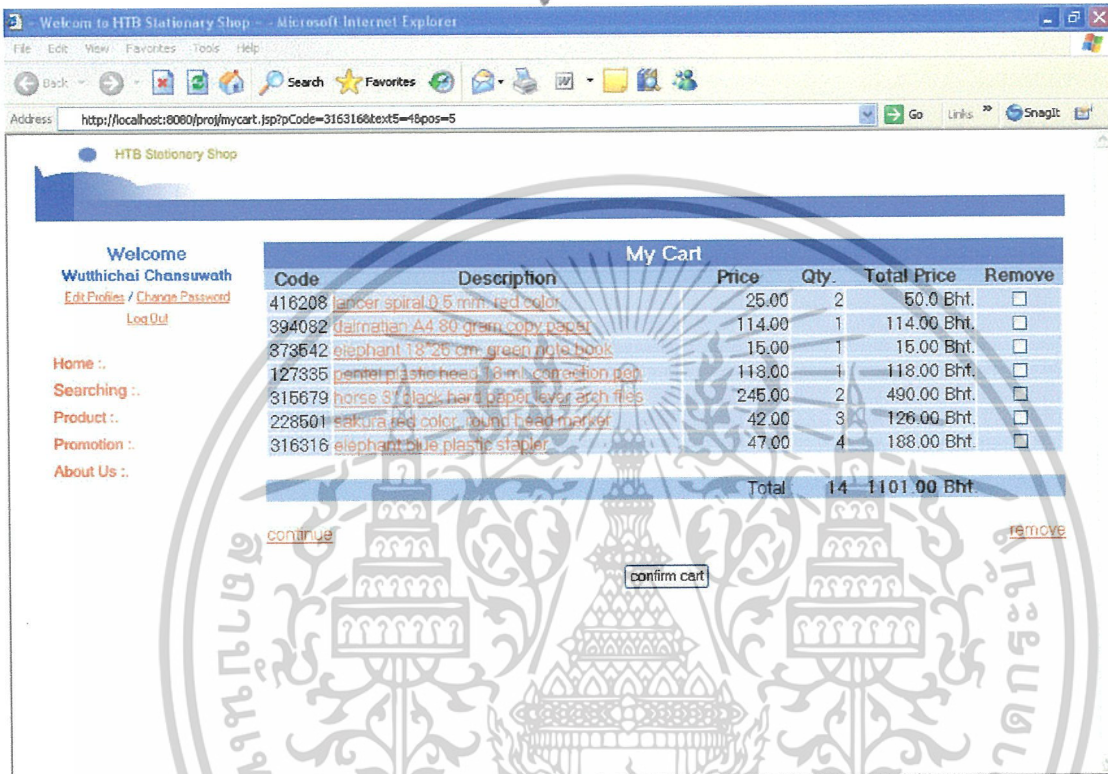 - Welcom to HTB Stationary Shop - - Microsoft Internet Explorer
File Edit View Favorites Tools Help
Back Search Favorites
Address http://localhost:8080/proj/mycart.jsp?pCode=316316&text5=4&pos=5 Go Links » SnagIt
HTB Stationery Shop
Welcome
Wutthichai Chansuwath
Edit Profiles / Change Password
Log Out
Home :.
Searching :.
Product :.
Promotion :.
About Us :.
My Cart
Code Description Price Qty. Total Price Remove
416208 lancer spiral 0.5 mm. red color 25.00 2 50.0 Bht.
394082 dalmatian A4 80 gram copy paper 114.00 1 114.00 Bht.
373542 elephant 18*26 cm. green note book 15.00 1 15.00 Bht.
127335 pentel plastic head 18 ml. correction pen 118.00 1 118.00 Bht.
315679 horse 3" black hard paper lever arch files 245.00 2 490.00 Bht.
228501 sakura red color, round head marker 42.00 3 126.00 Bht.
316316 elephant blue plastic stapler 47.00 4 188.00 Bht.
Total 14 1101.00 Bht.
continue remove
confirm cart